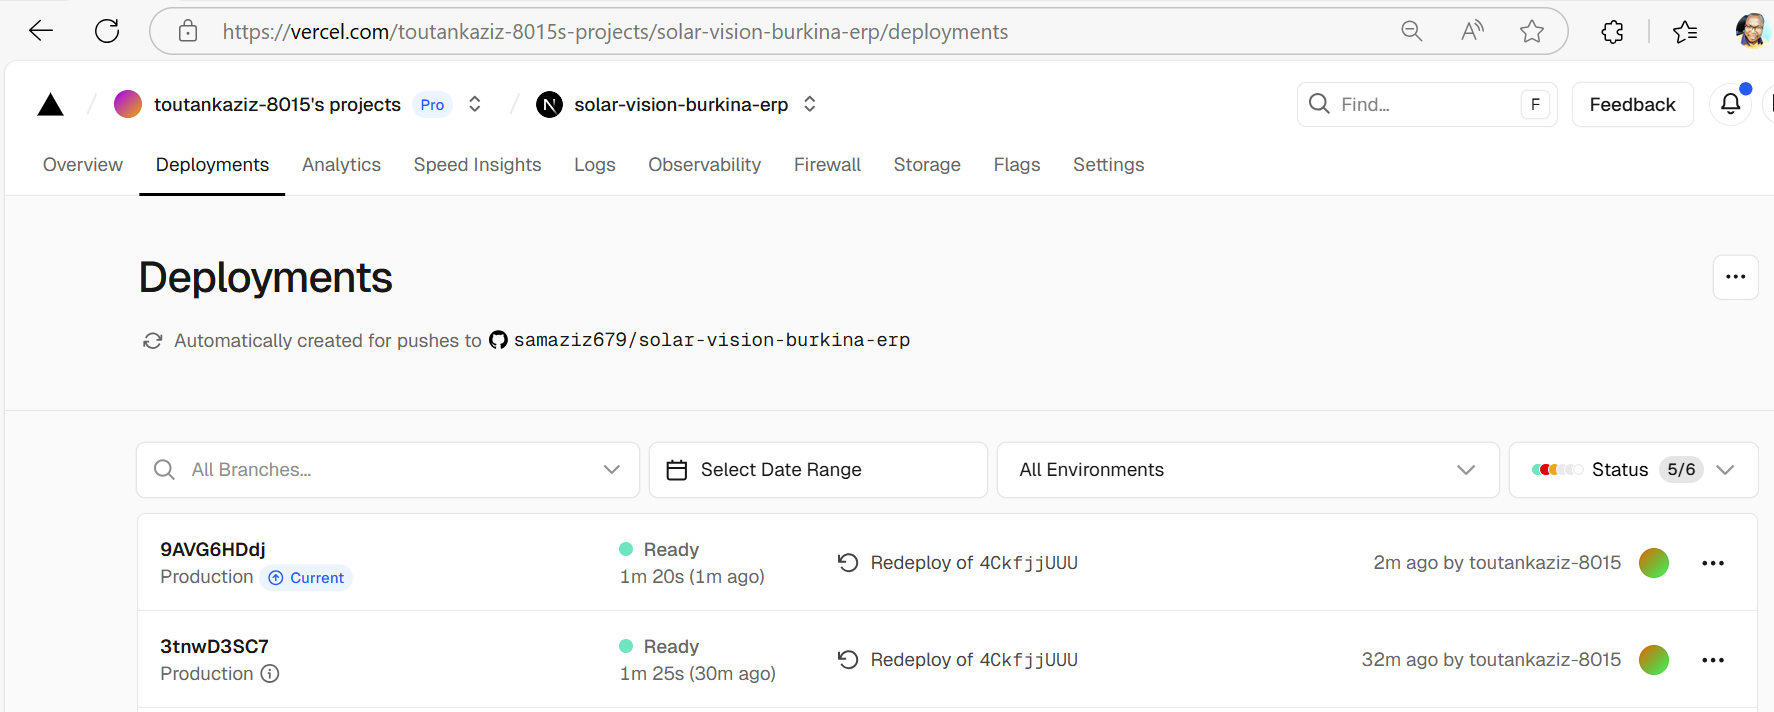 https://vercel.com/toutankaziz-8015s-projects/solar-vision-burkina-erp/deployments
toutankaziz-8015's projects Pro solar-vision-burkina-erp Find... F Feedback
Overview Deployments Analytics Speed Insights Logs Observability Firewall Storage Flags Settings
Deployments
Automatically created for pushes to samaziz679/solar-vision-burkina-erp
All Branches... Select Date Range All Environments Status 5/6
9AVG6HDdj Ready Redeploy of 4CkfjjUUU 2m ago by toutankaziz-8015
Production Current 1m 20s (1m ago)
3tnwD3SC7 Ready Redeploy of 4CkfjjUUU 32m ago by toutankaziz-8015
Production 1m 25s (30m ago)